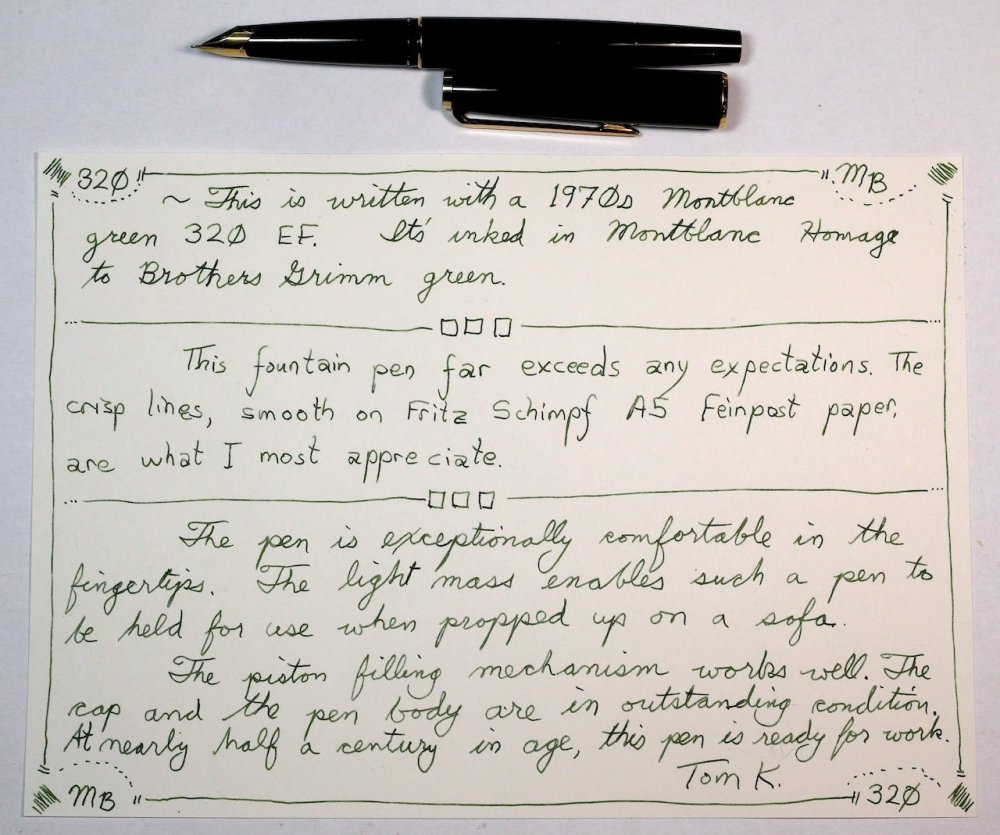 320 MB
~ This is written with a 1970s Montblanc
green 320 EF. It's inked in Montblanc Homage
to Brothers Grimm green.
This fountain pen far exceeds any expectations. The
crisp lines, smooth on Fritz Schimpf A5 Feinpost paper,
are what I most appreciate.
The pen is exceptionally comfortable in the
fingertips. The light mass enables such a pen to
be held for use when propped up on a sofa.
The piston filling mechanism works well. The
cap and the pen body are in outstanding condition.
At nearly half a century in age, this pen is ready for work.
Tom K.
MB 320